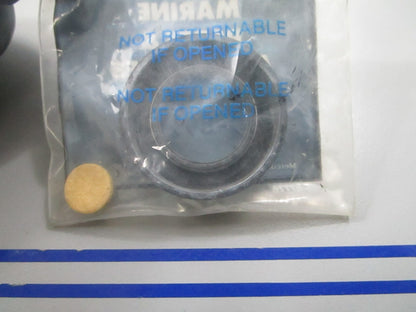 MARINE
NOT RETURNABLE
IF OPENED
NOT RETURNABLE
IF OPENED